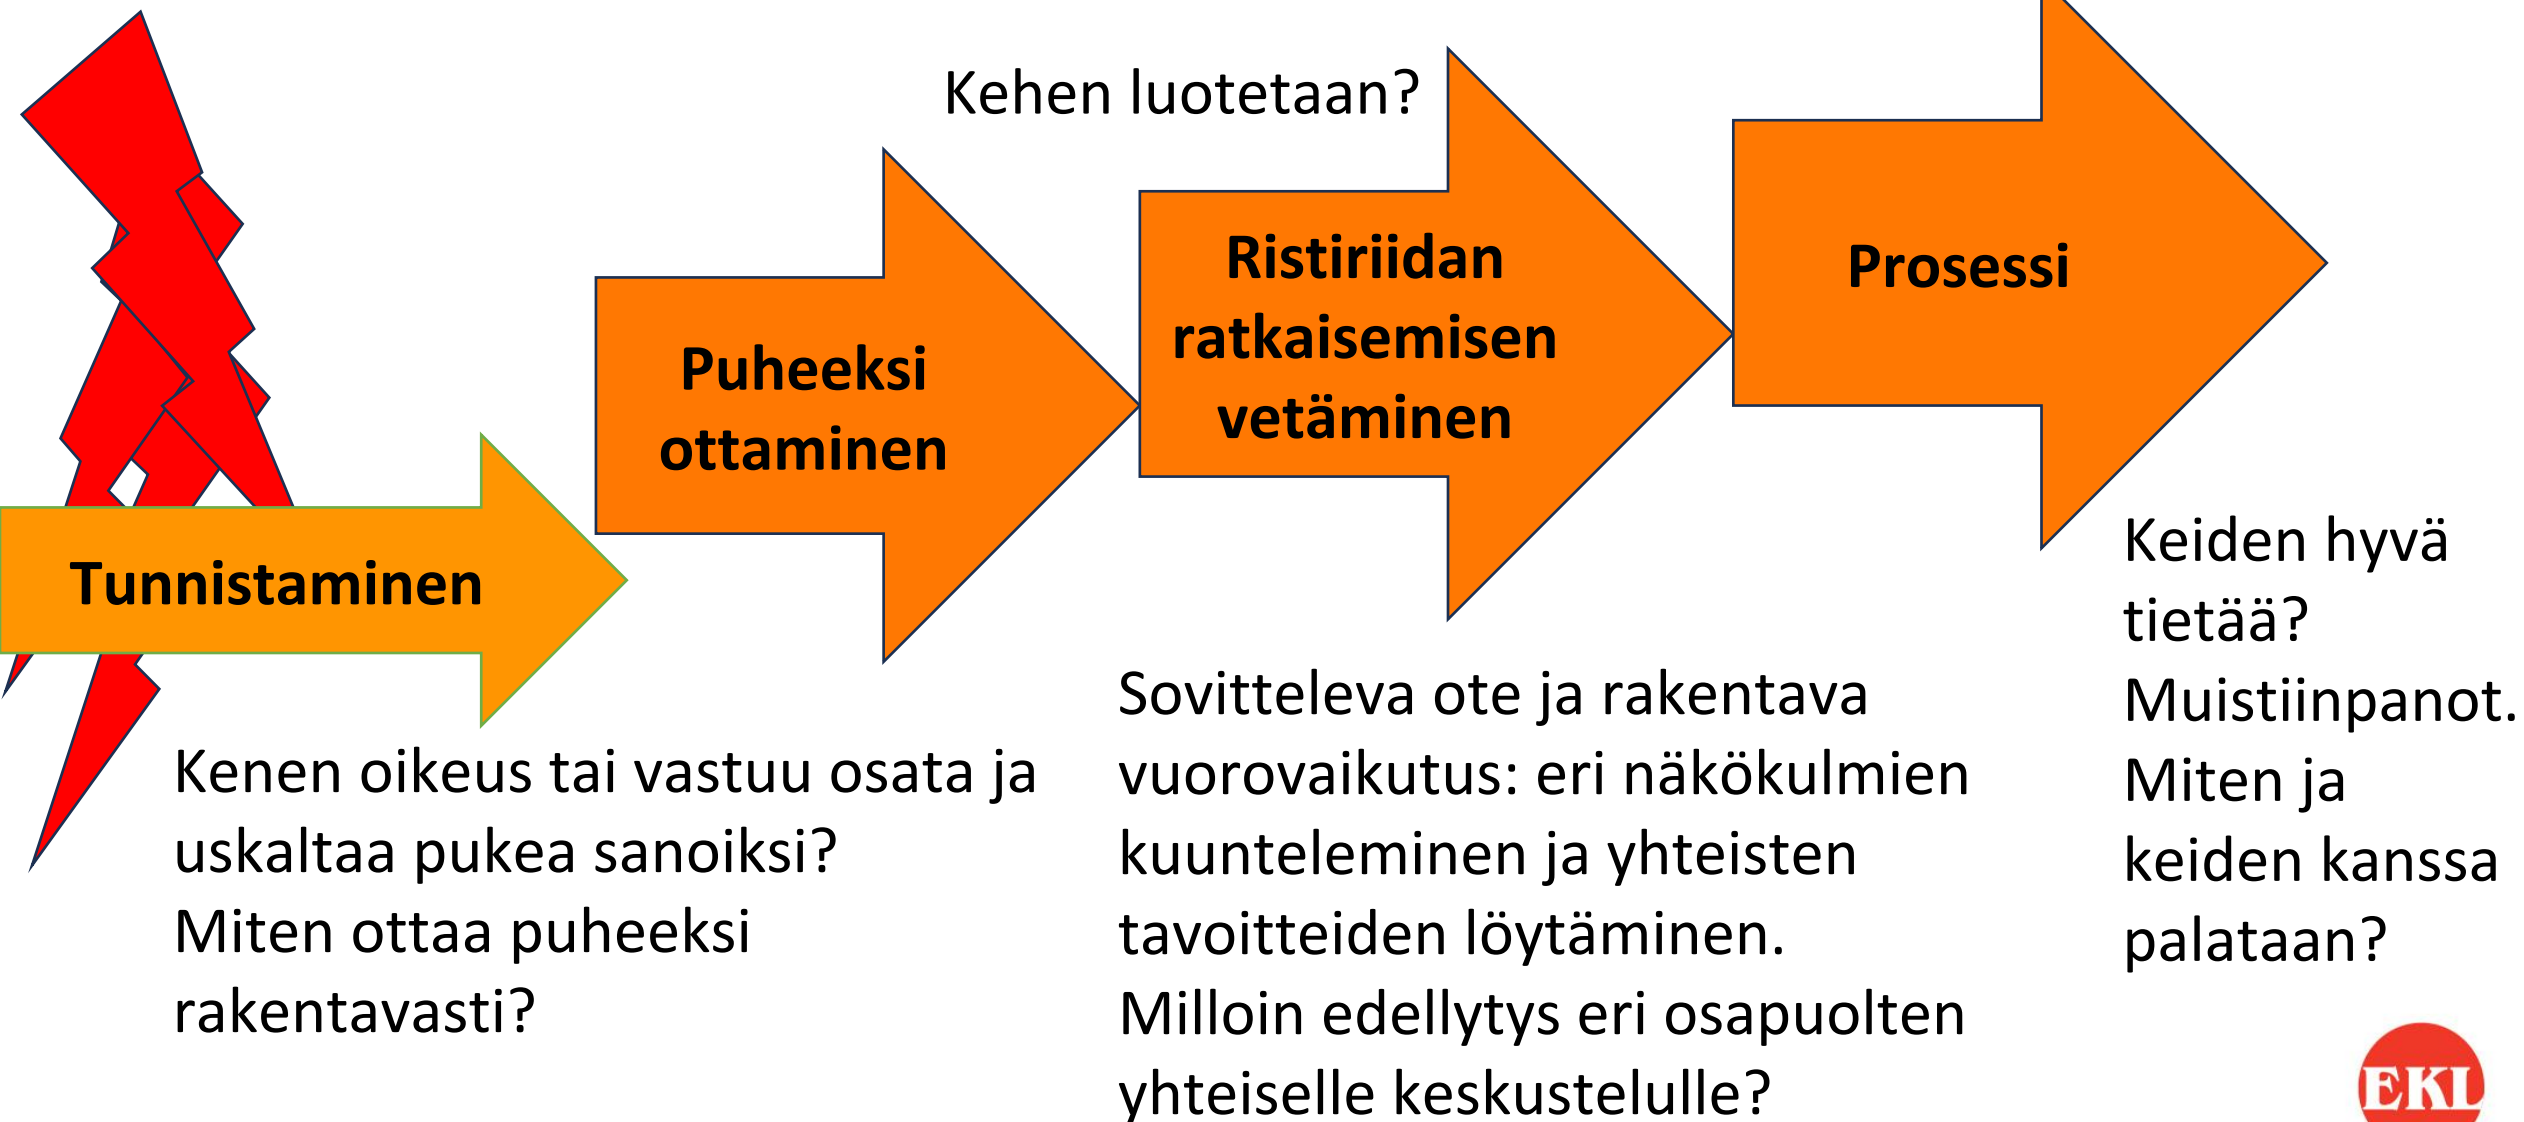 Kehen luotetaan?
Tunnistaminen
Puheeksi
ottaminen
Ristiriidan
ratkaisemisen
vetäminen
Prosessi
Kenen oikeus tai vastuu osata ja
uskaltaa pukea sanoiksi?
Miten ottaa puheeksi
rakentavasti?
Sovitteleva ote ja rakentava
vuorovaikutus: eri näkökulmien
kuunteleminen ja yhteisten
tavoitteiden löytäminen.
Milloin edellytys eri osapuolten
yhteiselle keskustelulle?
Keiden hyvä
tietää?
Muistiinpanot.
Miten ja
keiden kanssa
palataan?
EKL